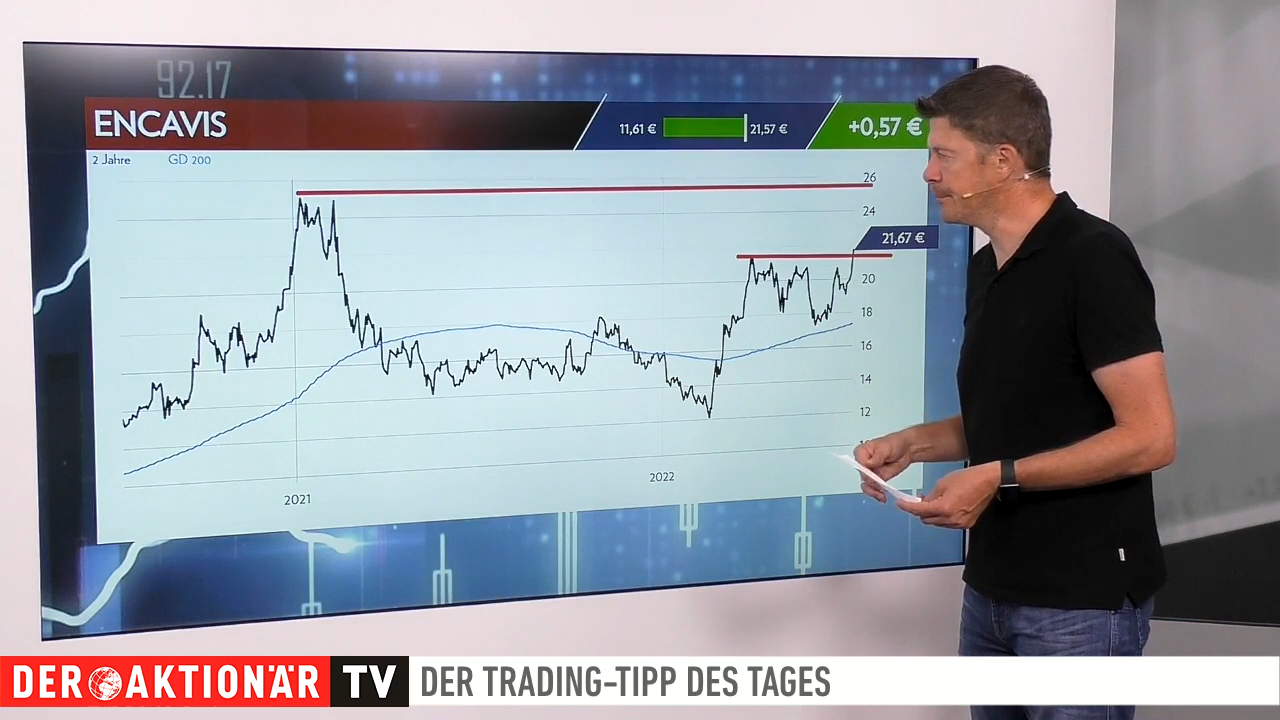 92.17
ENCAVIS
11,61 € 21,57 €
+0,57 €
2 Jahre GD 200
26
24
21,67 €
20
18
16
14
12
2021
2022
DER AKTIONÄR TV
DER TRADING-TIPP DES TAGES